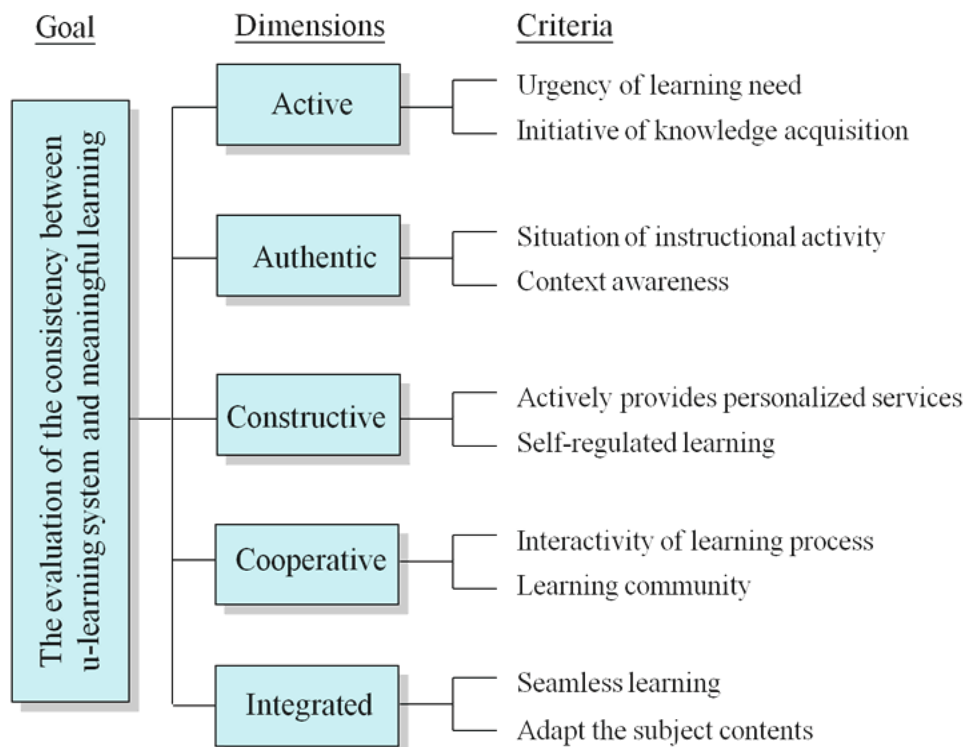 Goal
Dimensions
Criteria
The evaluation of the consistency between
u-learning system and meaningful learning
Active
Urgency of learning need
Initiative of knowledge acquisition
Authentic
Situation of instructional activity
Context awareness
Constructive
Actively provides personalized services
Self-regulated learning
Cooperative
Interactivity of learning process
Learning community
Integrated
Seamless learning
Adapt the subject contents